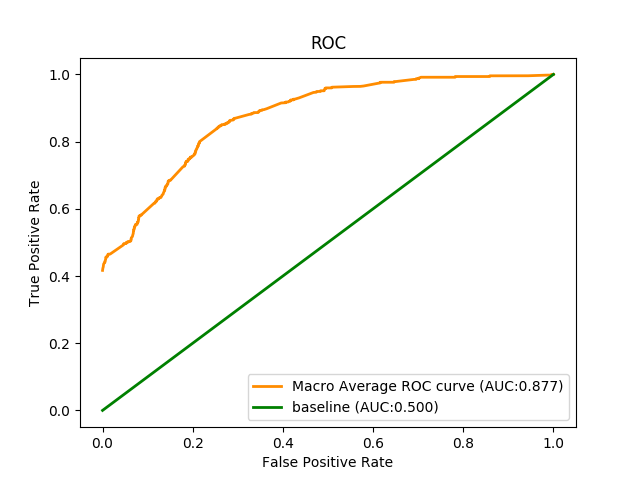 ROC
1.0
0.8
0.6
0.4
0.2
0.0
True Positive Rate
Macro Average ROC curve (AUC:0.877)
baseline (AUC:0.500)
0.0 0.2 0.4 0.6 0.8 1.0
False Positive Rate